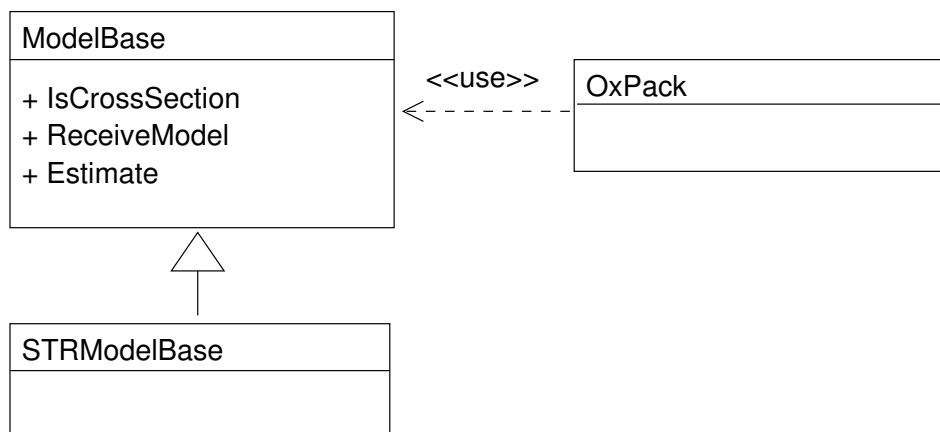 ModelBase
+ IsCrossSection
+ ReceiveModel
+ Estimate
<<use>>
OxPack
STRModelBase